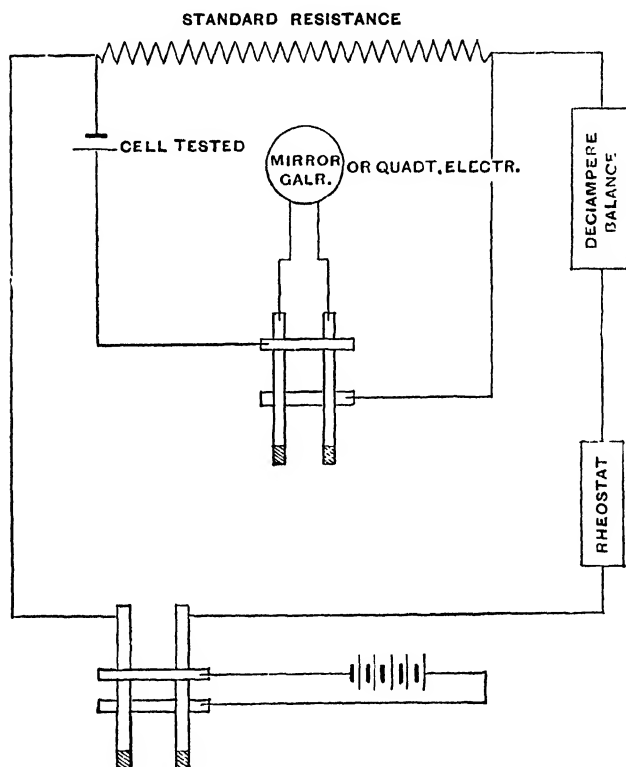 STANDARD RESISTANCE
CELL TESTED
MIRROR
GALR.
OR QUADT. ELECTR.
DECIAMPERE
BALANCE
RHEOSTAT